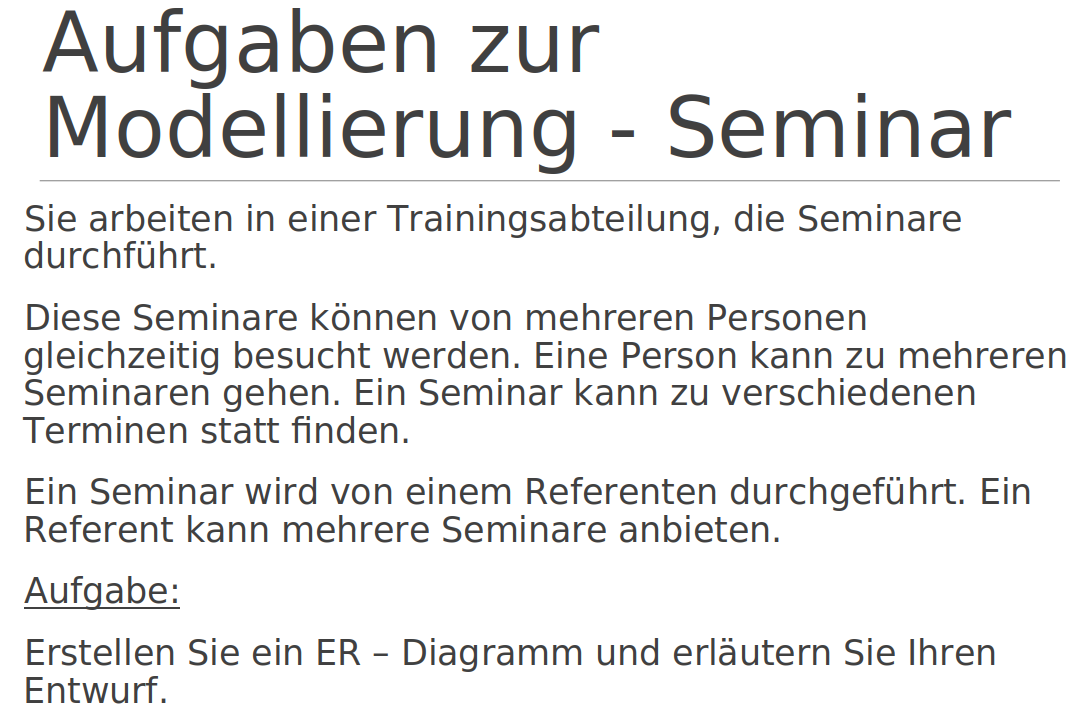 Aufgaben zur
Modellierung - Seminar
Sie arbeiten in einer Trainingsabteilung, die Seminare
durchführt.
Diese Seminare können von mehreren Personen
gleichzeitig besucht werden. Eine Person kann zu mehreren
Seminaren gehen. Ein Seminar kann zu verschiedenen
Terminen statt finden.
Ein Seminar wird von einem Referenten durchgeführt. Ein
Referent kann mehrere Seminare anbieten.
Aufgabe:
Erstellen Sie ein ER – Diagramm und erläutern Sie Ihren
Entwurf.